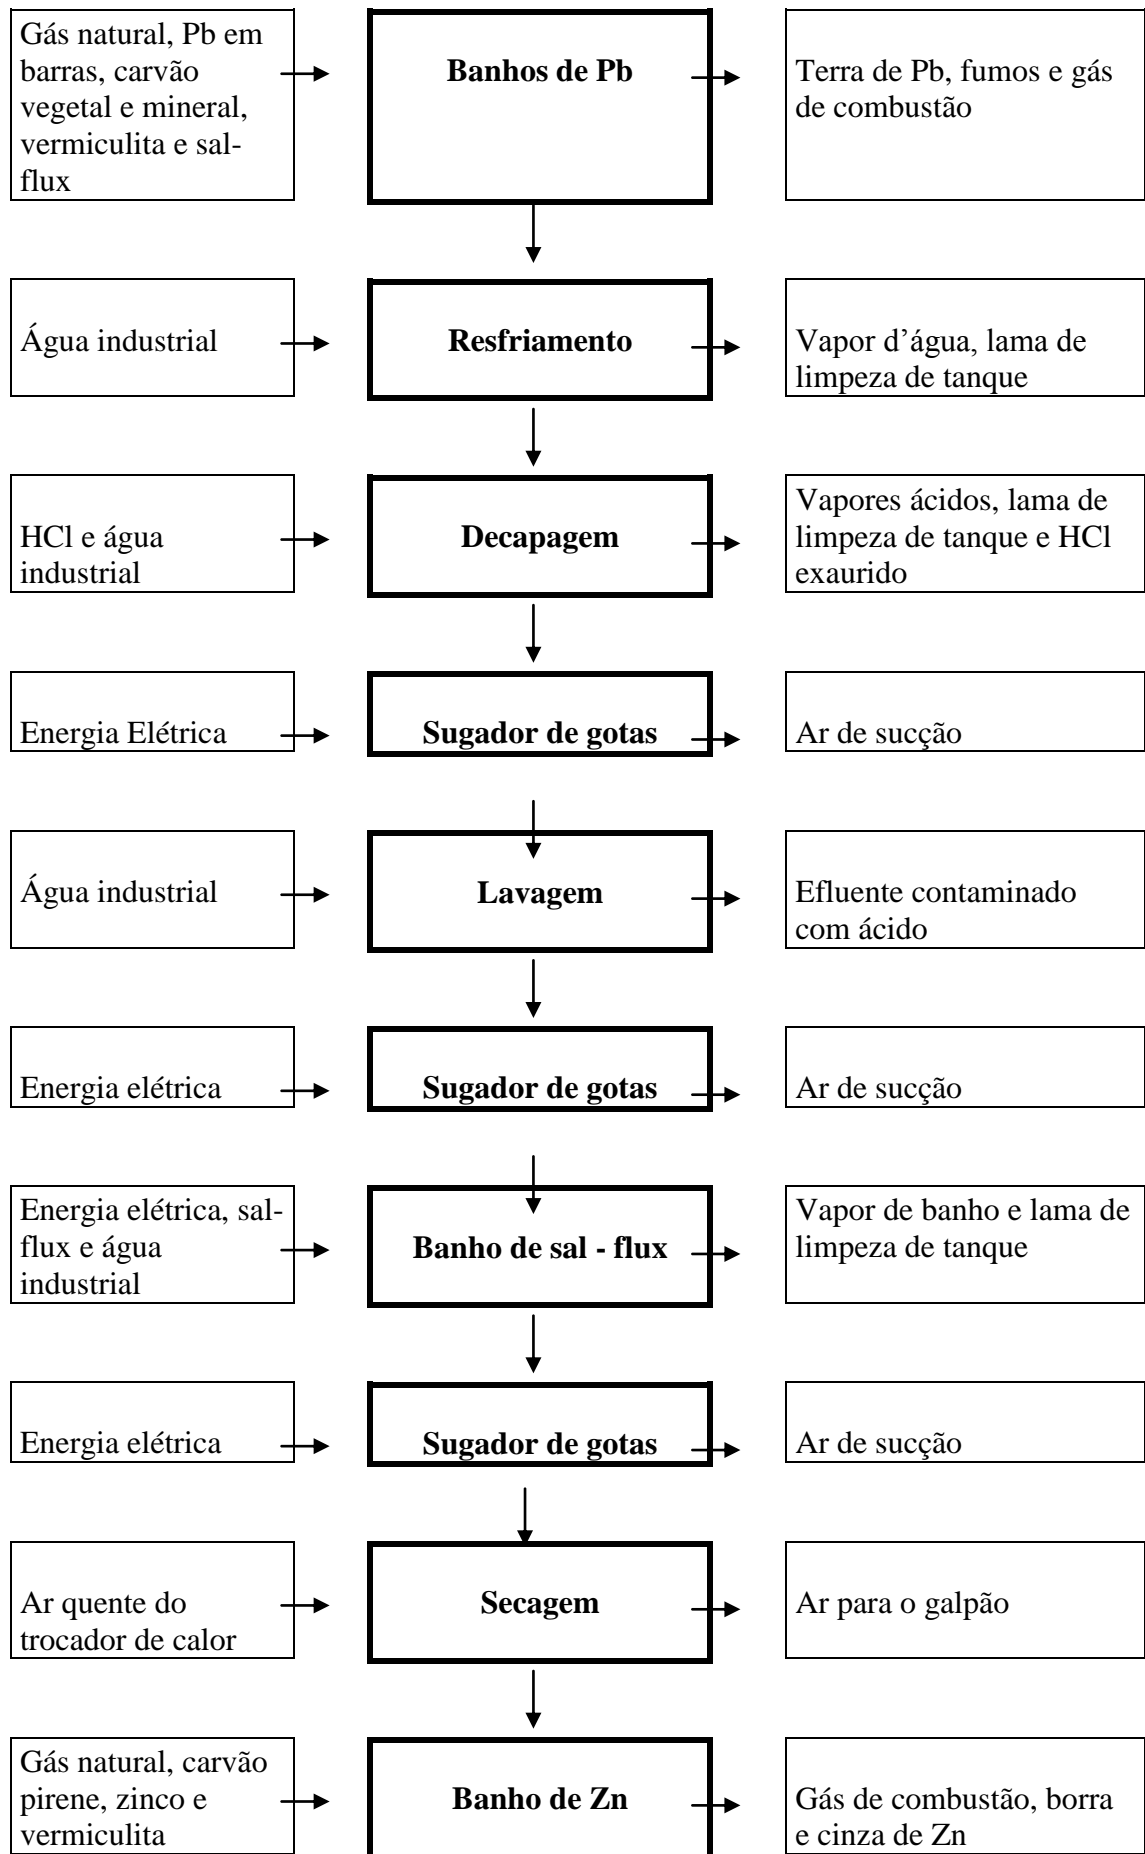 Gás natural, Pb em
barras, carvão
vegetal e mineral,
vermiculita e sal-
flux
Banhos de Pb
Terra de Pb, fumos e gás
de combustão
Água industrial
Resfriamento
Vapor d’água, lama de
limpeza de tanque
HCl e água
industrial
Decapagem
Vapores ácidos, lama de
limpeza de tanque e HCl
exaurido
Energia Elétrica
Sugador de gotas
Ar de sucção
Água industrial
Lavagem
Efluente contaminado
com ácido
Energia elétrica
Sugador de gotas
Ar de sucção
Energia elétrica, sal-
flux e água
industrial
Banho de sal - flux
Vapor de banho e lama de
limpeza de tanque
Energia elétrica
Sugador de gotas
Ar de sucção
Ar quente do
trocador de calor
Secagem
Ar para o galpão
Gás natural, carvão
pirene, zinco e
vermiculita
Banho de Zn
Gás de combustão, borra
e cinza de Zn